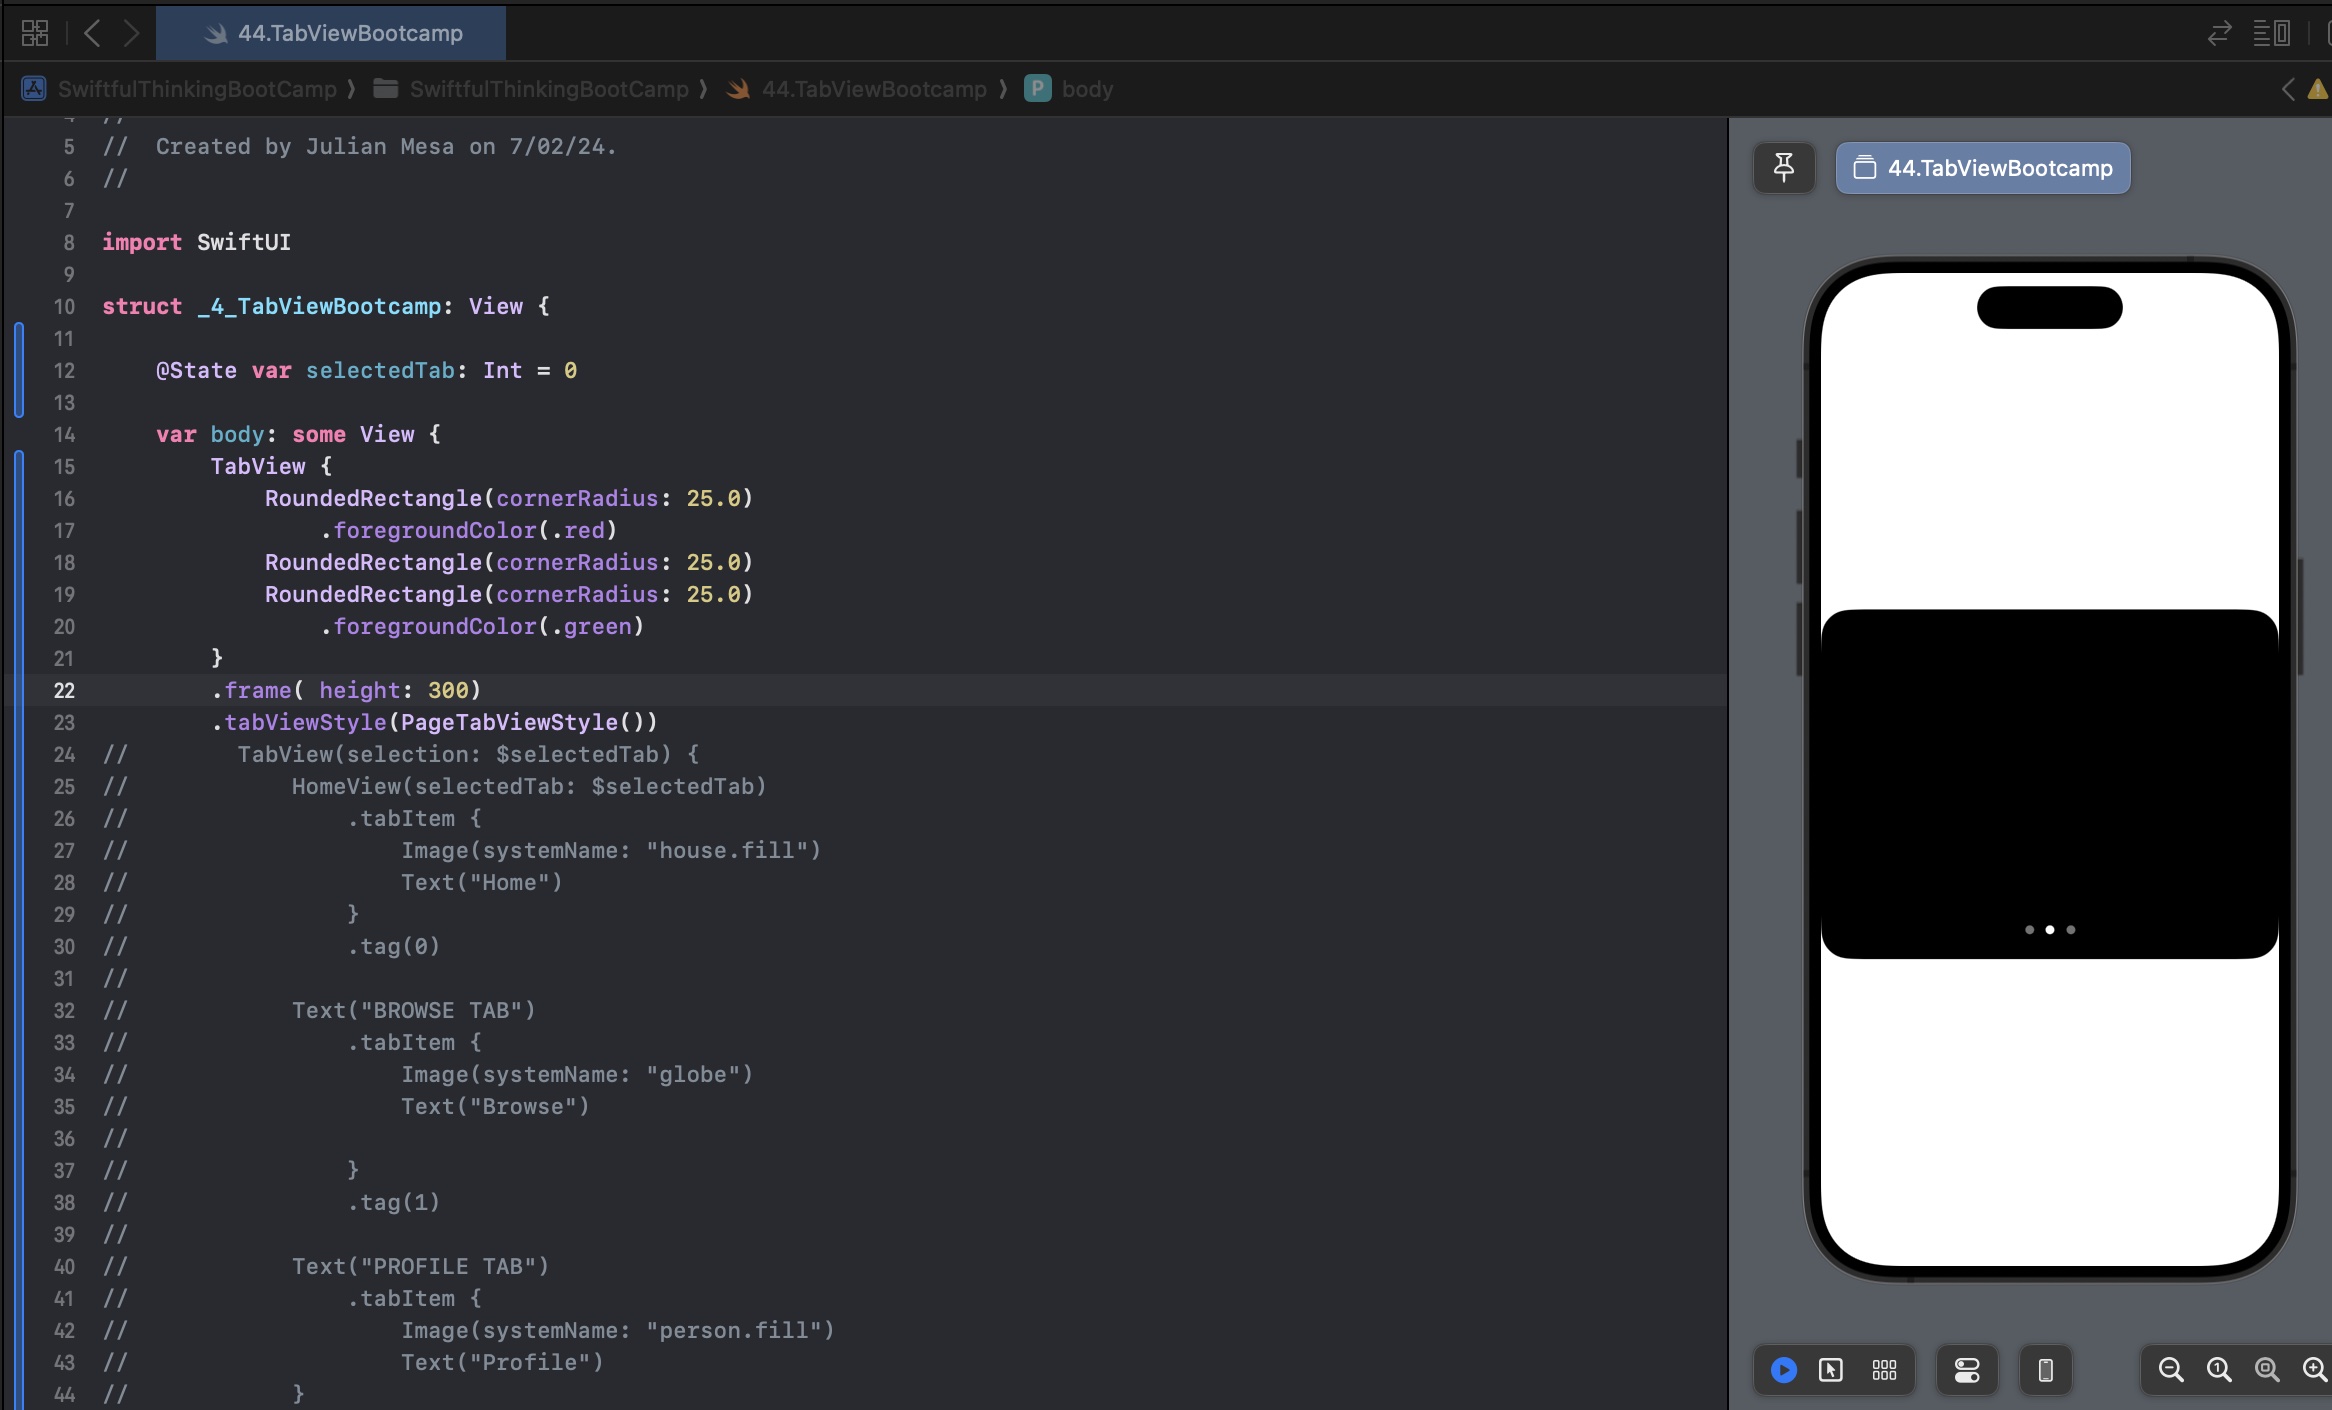 44.TabViewBootcamp
SwiftfulThinkingBootCamp ⟩ SwiftfulThinkingBootCamp ⟩ 44.TabViewBootcamp ⟩ P body
4 //
5 //  Created by Julian Mesa on 7/02/24.
6 //
7
8 import SwiftUI
9
10 struct _4_TabViewBootcamp: View {
11
12     @State var selectedTab: Int = 0
13
14     var body: some View {
15         TabView {
16             RoundedRectangle(cornerRadius: 25.0)
17                 .foregroundColor(.red)
18             RoundedRectangle(cornerRadius: 25.0)
19             RoundedRectangle(cornerRadius: 25.0)
20                 .foregroundColor(.green)
21         }
22         .frame( height: 300)
23         .tabViewStyle(PageTabViewStyle())
24 //        TabView(selection: $selectedTab) {
25 //            HomeView(selectedTab: $selectedTab)
26 //                .tabItem {
27 //                    Image(systemName: "house.fill")
28 //                    Text("Home")
29 //                }
30 //                .tag(0)
31 //
32 //            Text("BROWSE TAB")
33 //                .tabItem {
34 //                    Image(systemName: "globe")
35 //                    Text("Browse")
36 //
37 //                }
38 //                .tag(1)
39 //
40 //            Text("PROFILE TAB")
41 //                .tabItem {
42 //                    Image(systemName: "person.fill")
43 //                    Text("Profile")
44 //            }
44.TabViewBootcamp